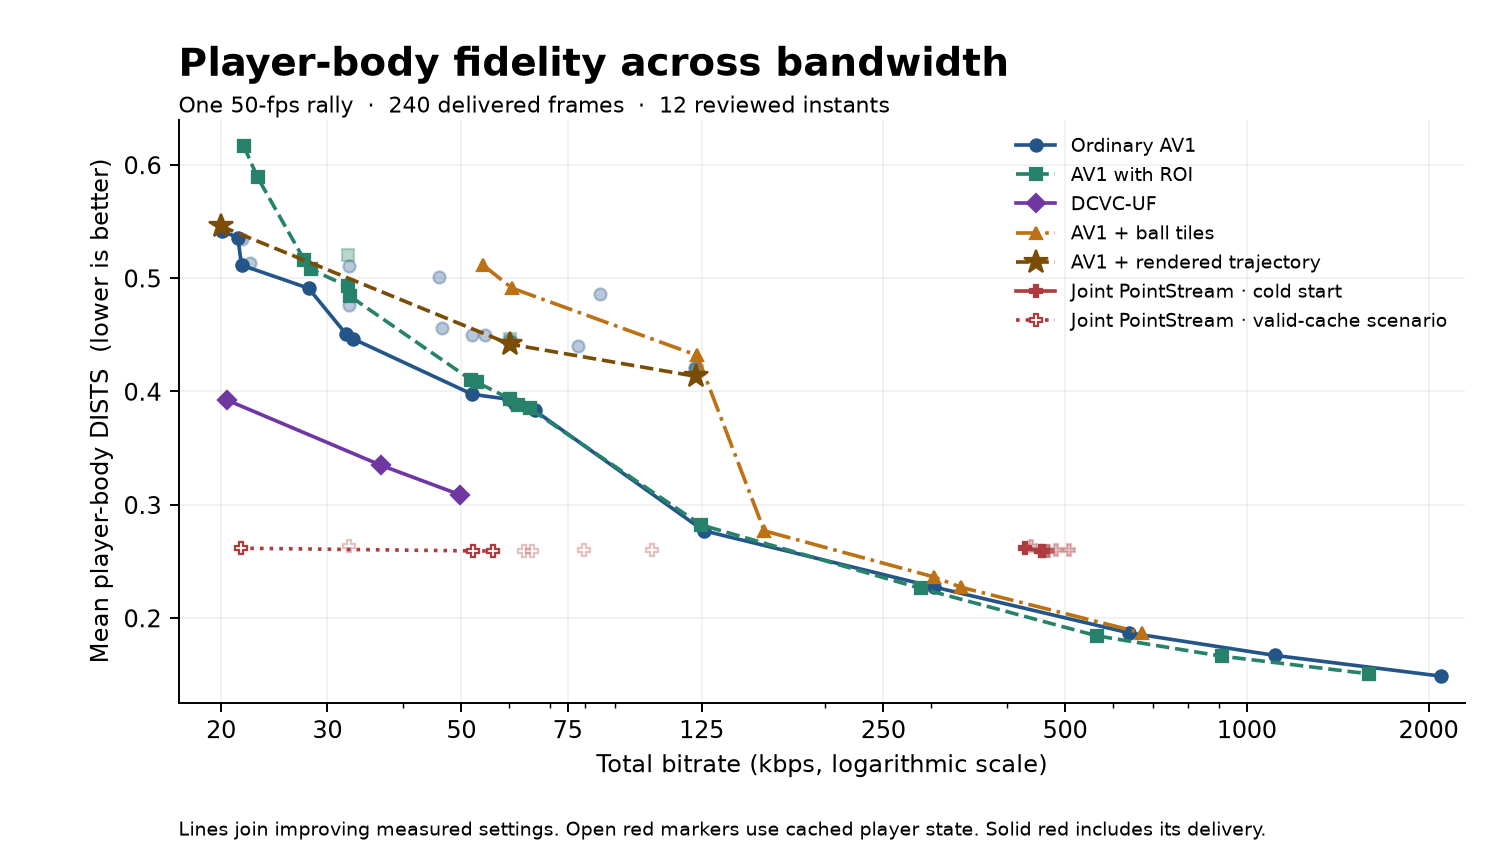 Player-body fidelity across bandwidth
One 50-fps rally · 240 delivered frames · 12 reviewed instants
Mean player-body DISTS (lower is better)
0.6
0.5
0.4
0.3
0.2
Ordinary AV1
AV1 with ROI
DCVC-UF
AV1 + ball tiles
AV1 + rendered trajectory
Joint PointStream · cold start
Joint PointStream · valid-cache scenario
20 30 50 75 125 250 500 1000 2000
Total bitrate (kbps, logarithmic scale)
Lines join improving measured settings. Open red markers use cached player state. Solid red includes its delivery.